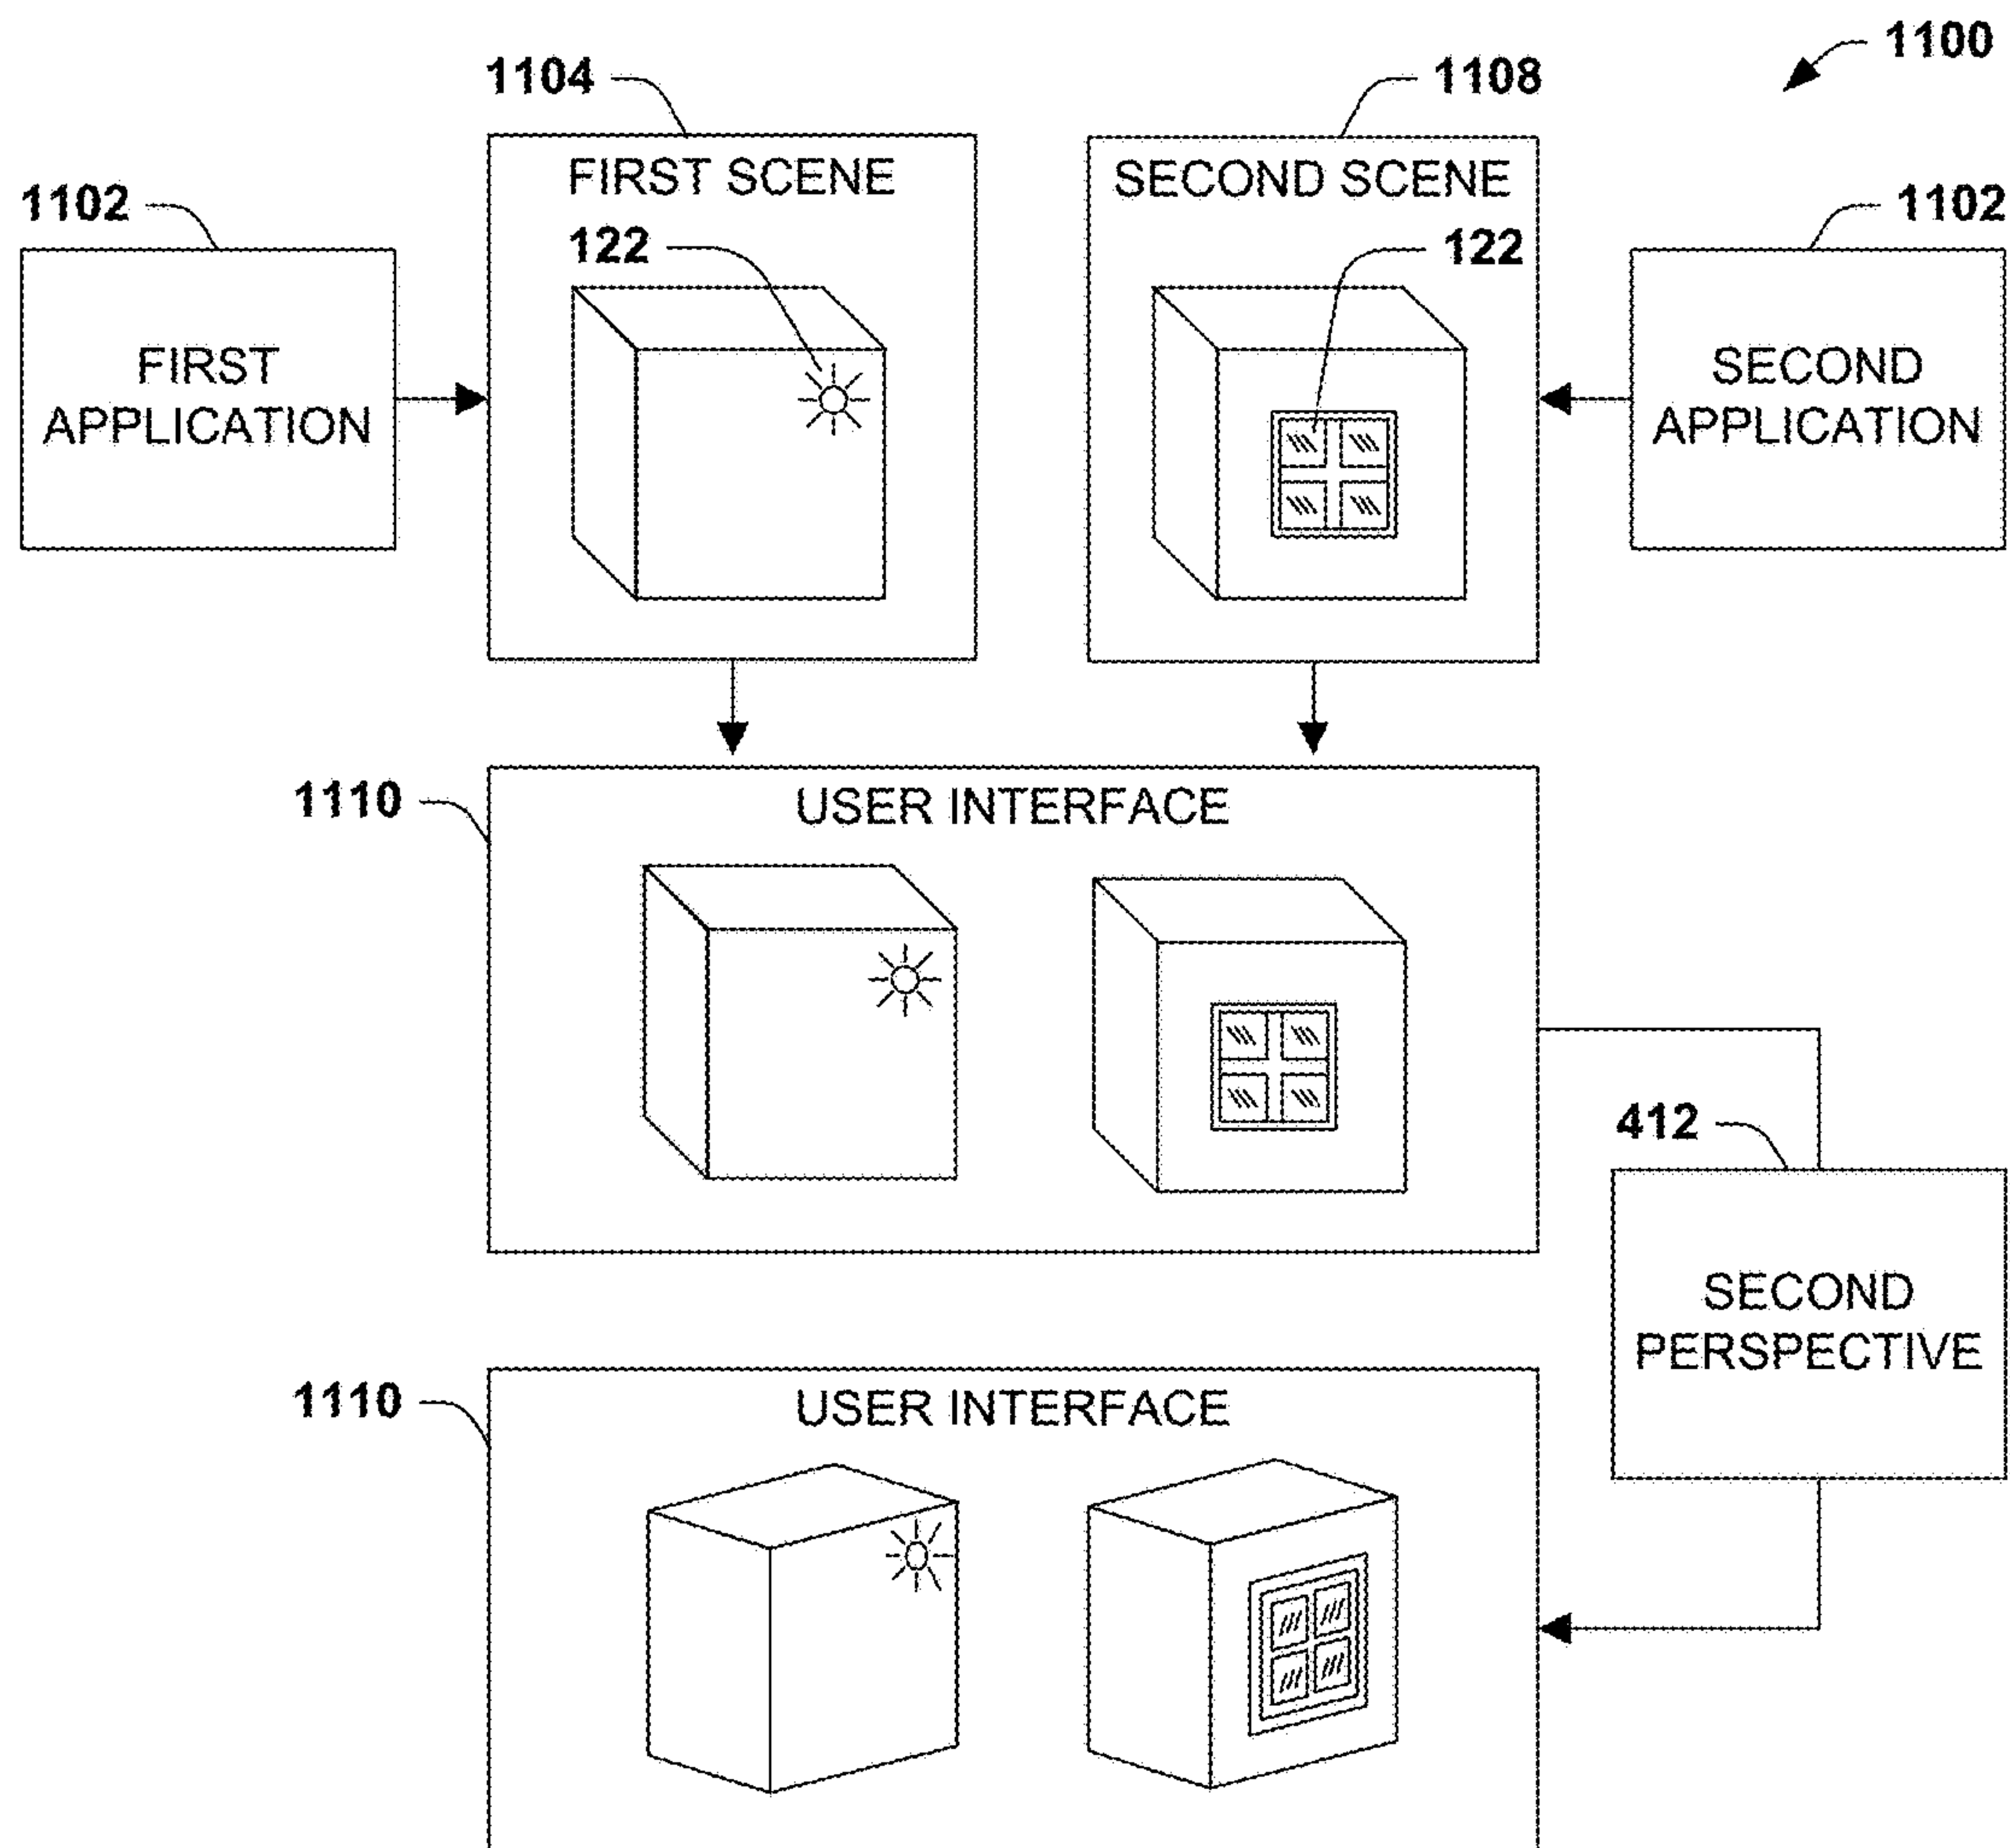 1100
1104
1108
FIRST SCENE
SECOND SCENE
1102
1102
122
122
FIRST
APPLICATION
SECOND
APPLICATION
1110
USER INTERFACE
412
SECOND
PERSPECTIVE
1110
USER INTERFACE